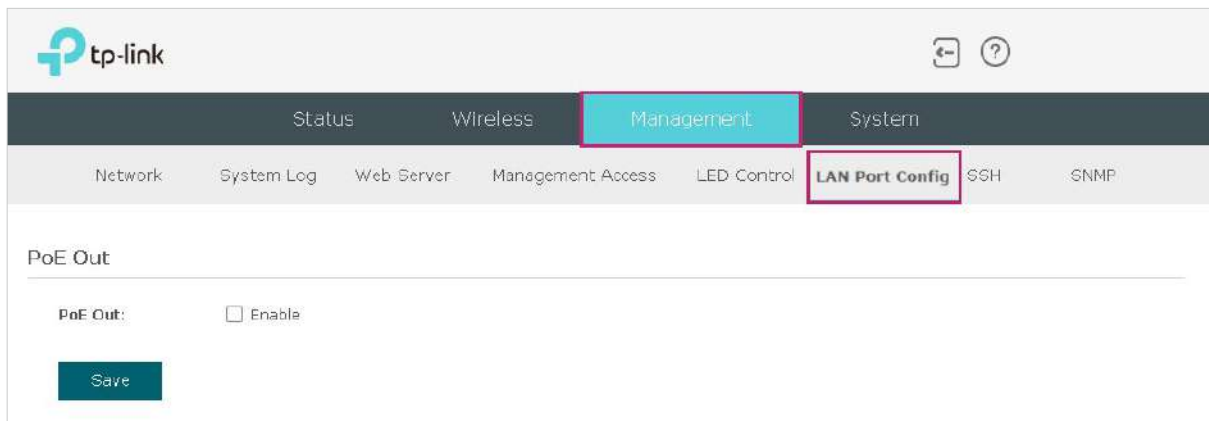 tp-link
Status Wireless Management System
Network System Log Web Server Management Access LED Control LAN Port Config SSH SNMP
PoE Out
PoE Out: Enable
Save